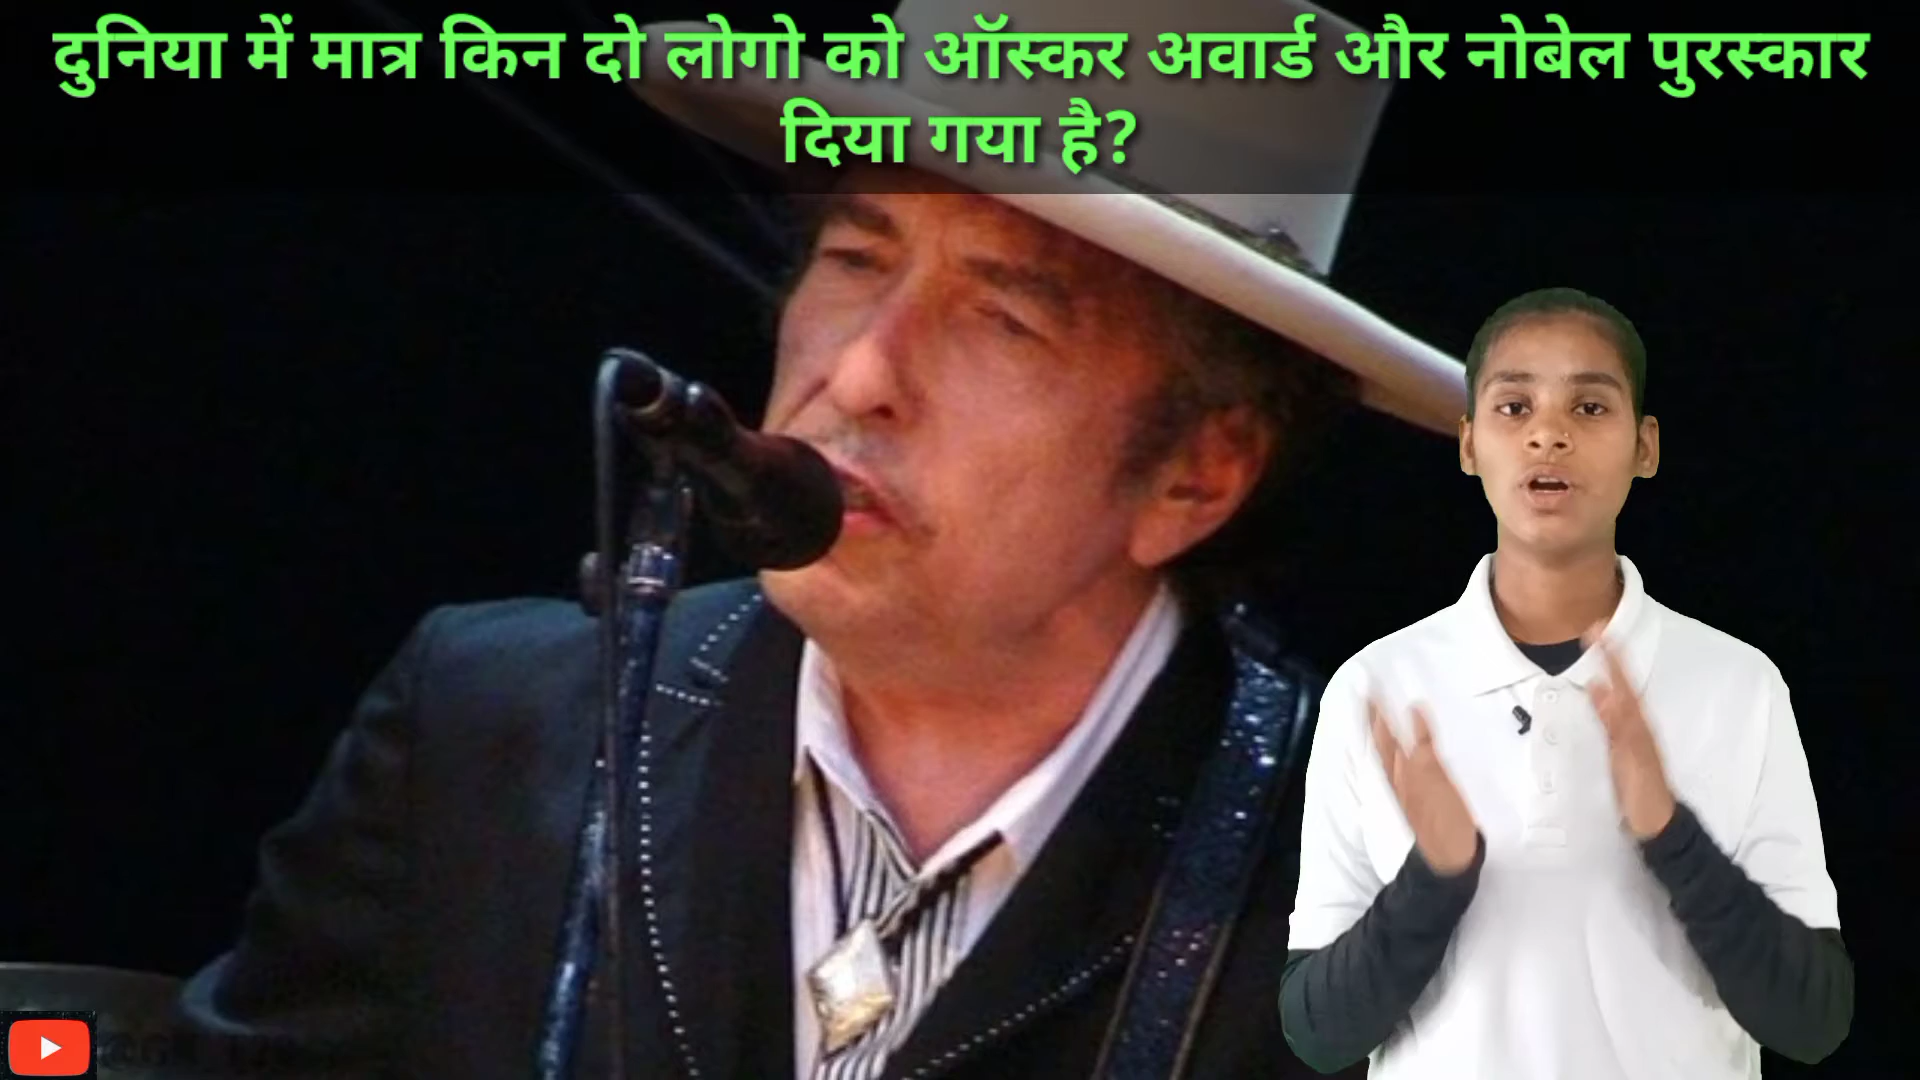 दुनिया में मात्र किन दो लोगो को ऑस्कर अवार्ड और नोबेल पुरस्कार
दिया गया है?